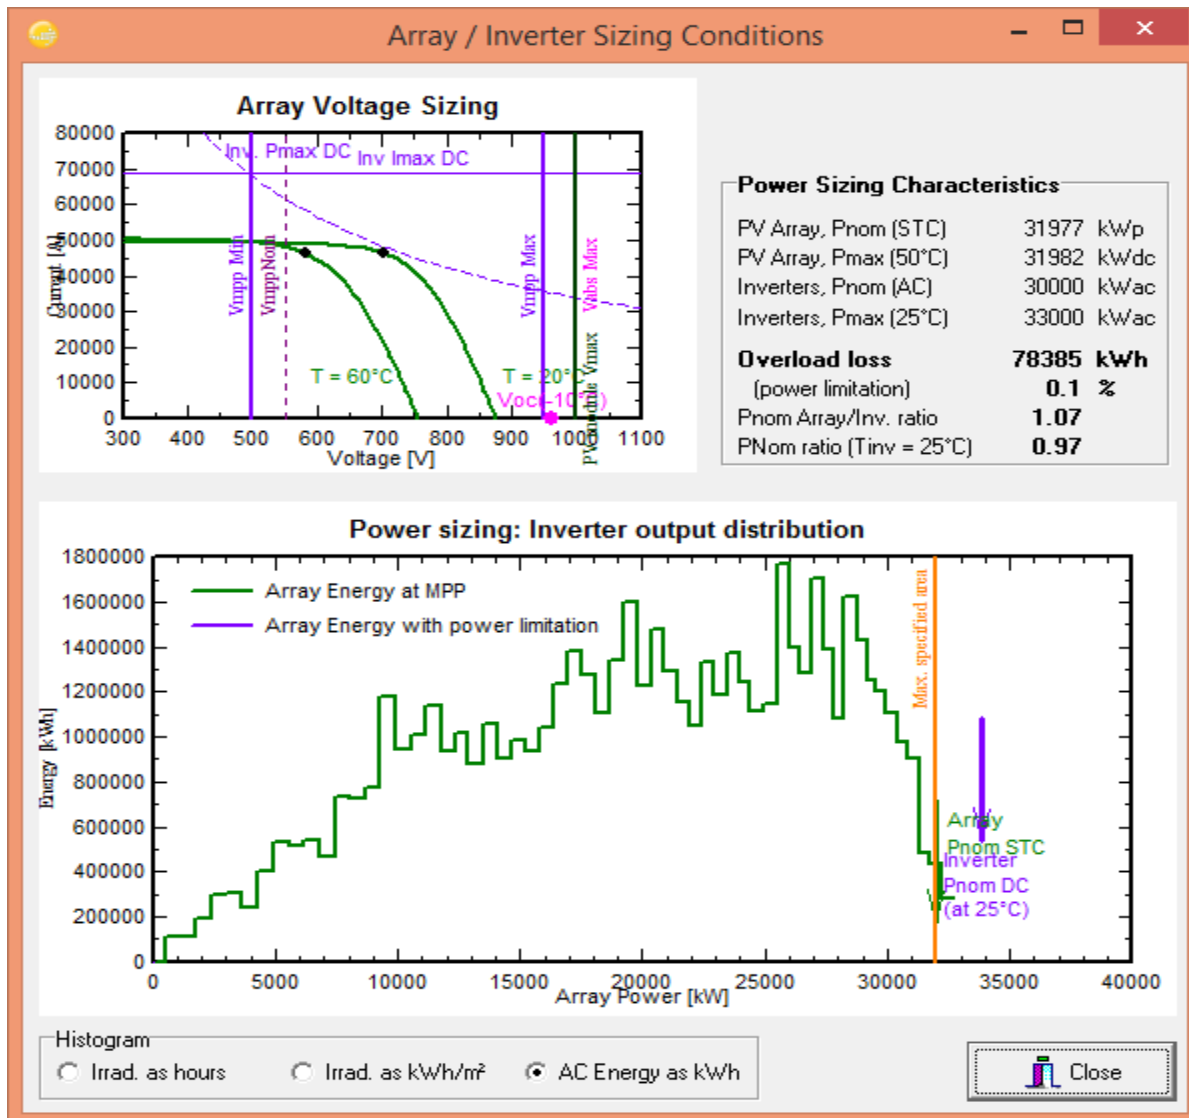 Array / Inverter Sizing Conditions
Array Voltage Sizing
80000
70000
60000
50000
40000
30000
20000
10000
0
Current [A]
Inv. Pmax DC
Inv Imax DC
Vmpp Min
VmppNom
Vmpp Max
Vabs Max
PV module Vmax
T = 60°C
T = 20°C
Voc(-10°C)
300 400 500 600 700 800 900 1000 1100
Voltage [V]
Power Sizing Characteristics
PV Array, Pnom (STC) 31977 kWp
PV Array, Pmax (50°C) 31982 kWdc
Inverters, Pnom (AC) 30000 kWac
Inverters, Pmax (25°C) 33000 kWac
Overload loss 78385 kWh
(power limitation) 0.1 %
Pnom Array/Inv. ratio 1.07
PNom ratio (Tinv = 25°C) 0.97
Power sizing: Inverter output distribution
1800000
1600000
1400000
1200000
1000000
800000
600000
400000
200000
0
Energy [kWh]
Array Energy at MPP
Array Energy with power limitation
Max. specified area
Array
Pnom STC
Inverter
Pnom DC
(at 25°C)
0 5000 10000 15000 20000 25000 30000 35000 40000
Array Power [kW]
Histogram
Irrad. as hours
Irrad. as kWh/m²
AC Energy as kWh
Close